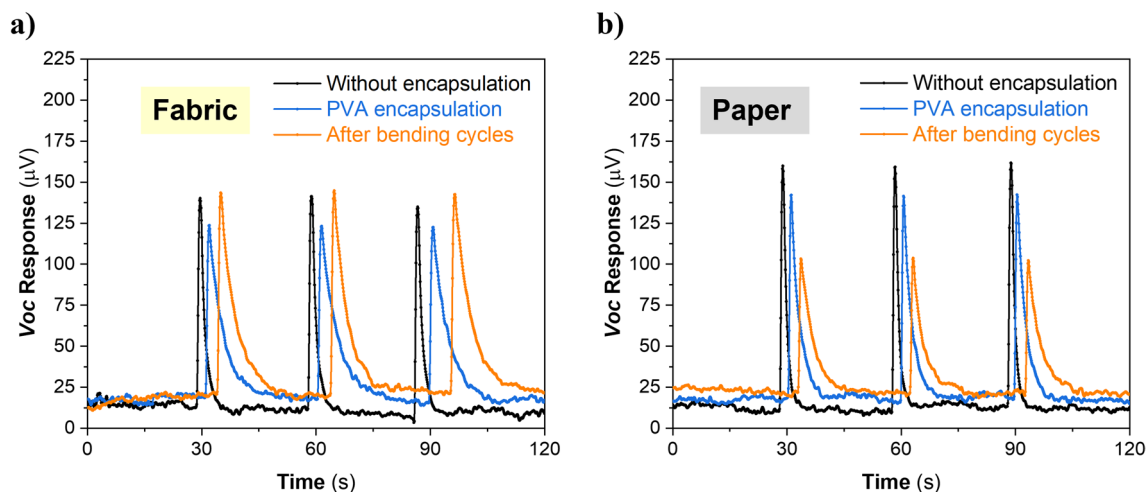 a)
Fabric
Without encapsulation
PVA encapsulation
After bending cycles
Voc Response (μV)
225
200
175
150
125
100
75
50
25
0
0 30 60 90 120
Time (s)
b)
Paper
Without encapsulation
PVA encapsulation
After bending cycles
Voc Response (μV)
225
200
175
150
125
100
75
50
25
0
0 30 60 90 120
Time (s)